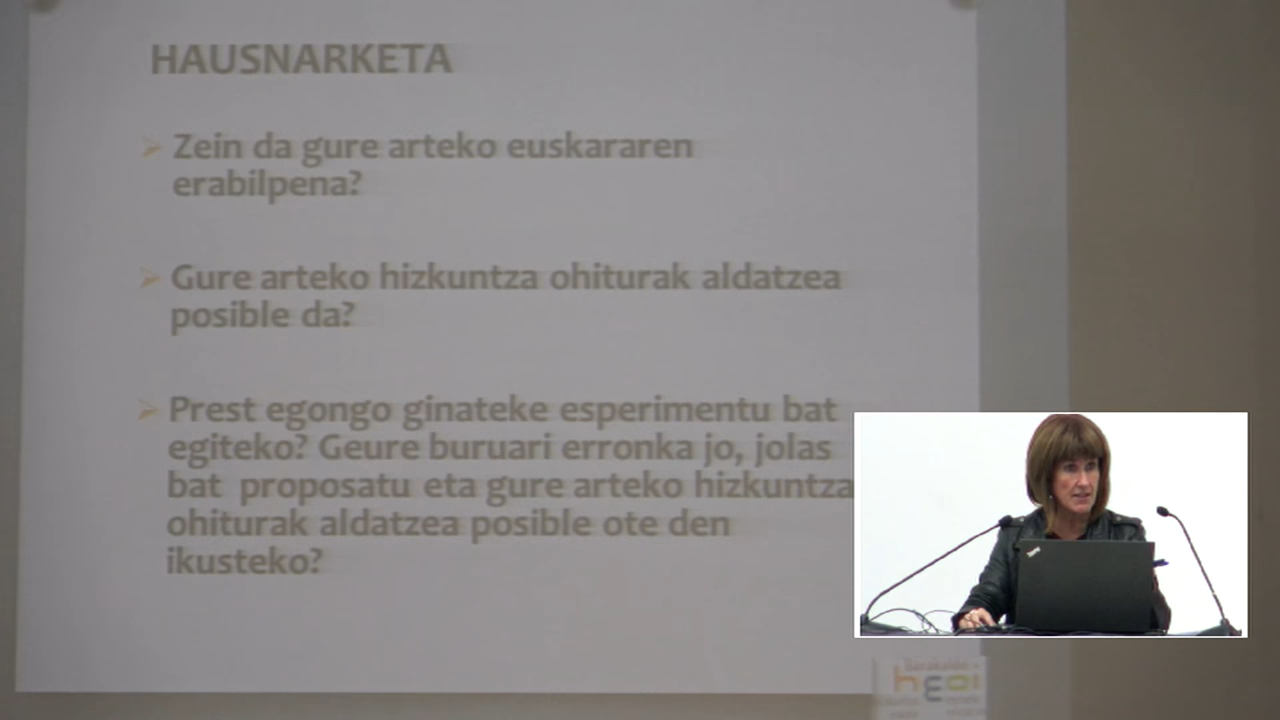 HAUSNARKETA
Zein da gure arteko euskararen
erabilpena?
Gure arteko hizkuntza ohiturak aldatzea
posible da?
Prest egongo ginateke esperimentu bat
egiteko? Geure buruari erronka jo, jolas
bat proposatu eta gure arteko hizkuntza
ohiturak aldatzea posible ote den
ikusteko?